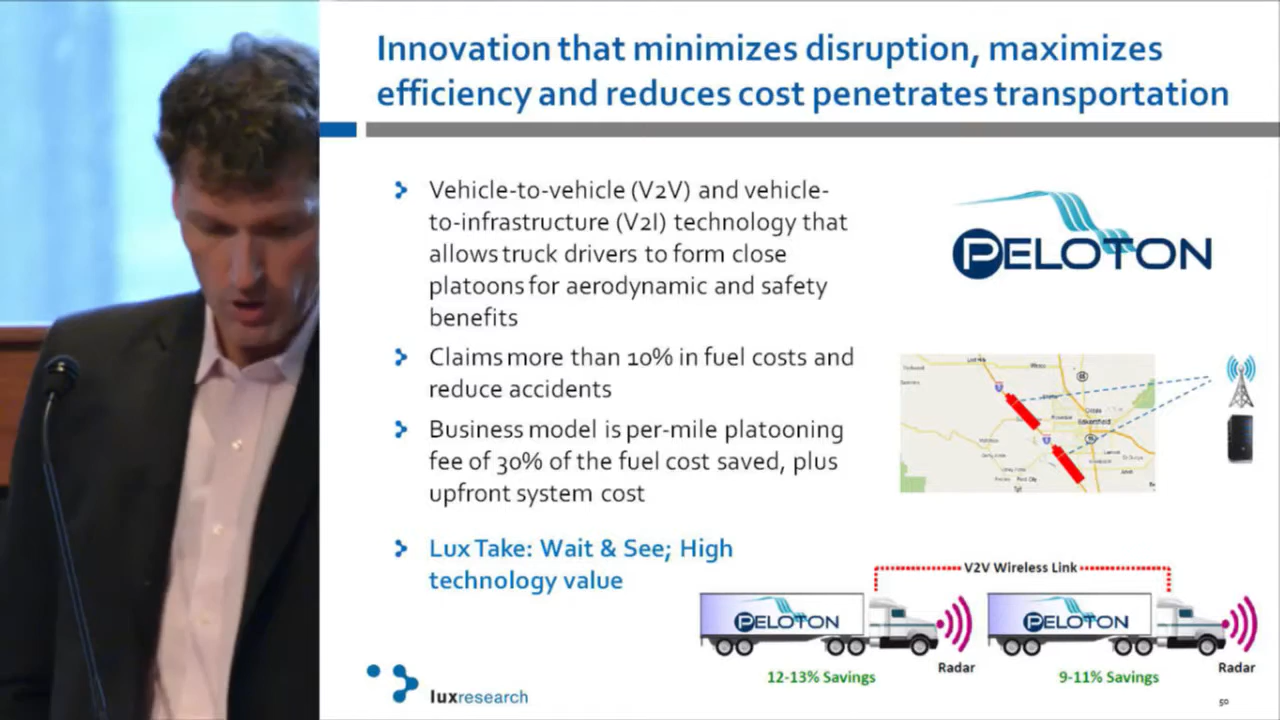 Innovation that minimizes disruption, maximizes
efficiency and reduces cost penetrates transportation
Vehicle-to-vehicle (V2V) and vehicle-
to-infrastructure (V2I) technology that
allows truck drivers to form close
platoons for aerodynamic and safety
benefits
Claims more than 10% in fuel costs and
reduce accidents
Business model is per-mile platooning
fee of 30% of the fuel cost saved, plus
upfront system cost
Lux Take: Wait & See; High
technology value
PELOTON
V2V Wireless Link
PELOTON
PELOTON
Radar
Radar
12-13% Savings
9-11% Savings
luxresearch
50